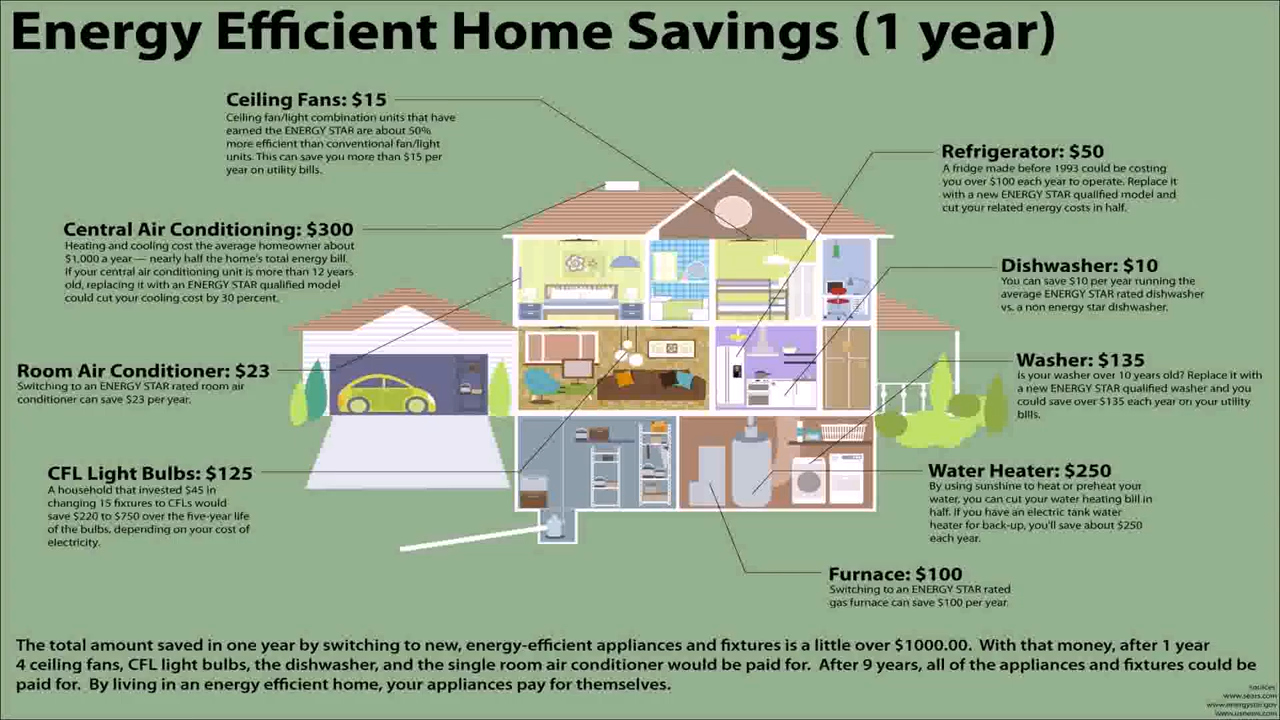 Energy Efficient Home Savings (1 year)
Ceiling Fans: $15
Ceiling fan/light combination units that have
earned the ENERGY STAR are about 50%
more efficient than conventional fan/light
units. This can save you more than $15 per
year on utility bills.
Refrigerator: $50
A fridge made before 1993 could be costing
you over $100 each year to operate. Replace it
with a new ENERGY STAR qualified model and
cut your related energy costs in half.
Central Air Conditioning: $300
Heating and cooling cost the average homeowner about
$1,000 a year — nearly half the home's total energy bill.
If your central air conditioning unit is more than 12 years
old, replacing it with an ENERGY STAR qualified model
could cut your cooling cost by 30 percent.
Dishwasher: $10
You can save $10 per year running the
average ENERGY STAR rated dishwasher
vs. a non energy star dishwasher.
Room Air Conditioner: $23
Switching to an ENERGY STAR rated room air
conditioner can save $23 per year.
Washer: $135
Is your washer over 10 years old? Replace it with
a new ENERGY STAR qualified washer and you
could save over $135 each year on your utility
bills.
CFL Light Bulbs: $125
A household that invested $45 in
changing 15 fixtures to CFLs would
save $220 to $750 over the five-year life
of the bulbs, depending on your cost of
electricity.
Water Heater: $250
By using sunshine to heat or preheat your
water, you can cut your water heating bill in
half. If you have an electric tank water
heater for back-up, you'll save about $250
each year.
Furnace: $100
Switching to an ENERGY STAR rated
gas furnace can save $100 per year.
The total amount saved in one year by switching to new, energy-efficient appliances and fixtures is a little over $1000.00. With that money, after 1 year
4 ceiling fans, CFL light bulbs, the dishwasher, and the single room air conditioner would be paid for. After 9 years, all of the appliances and fixtures could be
paid for. By living in an energy efficient home, your appliances pay for themselves.
Sources
www.sears.com
www.energystar.gov
www.usnews.com